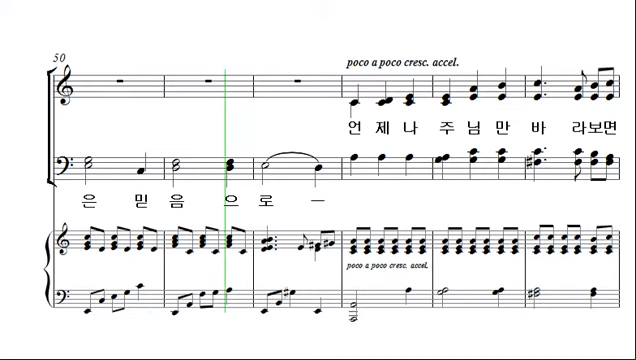 50
poco a poco cresc. accel.
언 제 나 주 님 만 바 라보면
은 믿 음 으 로 ㅡ
poco a poco cresc. accel.